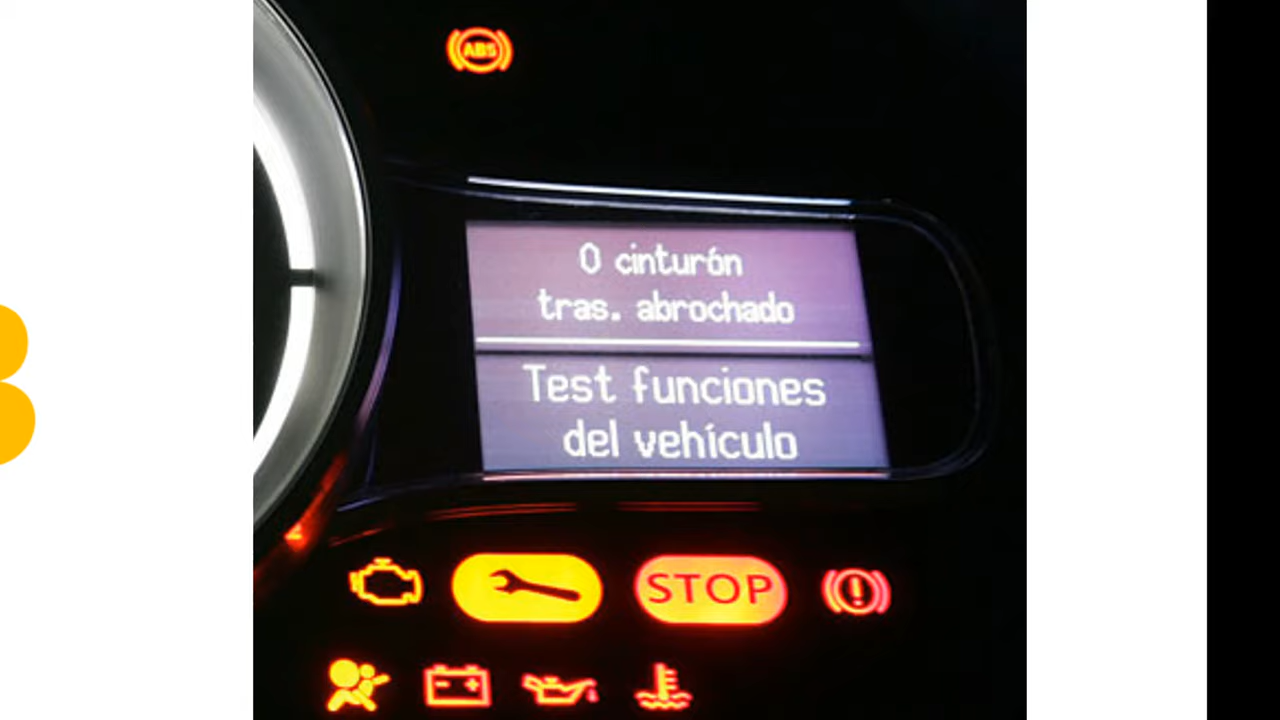 ABS
0 cinturón
tras. abrochado
Test funciones
del vehículo
STOP